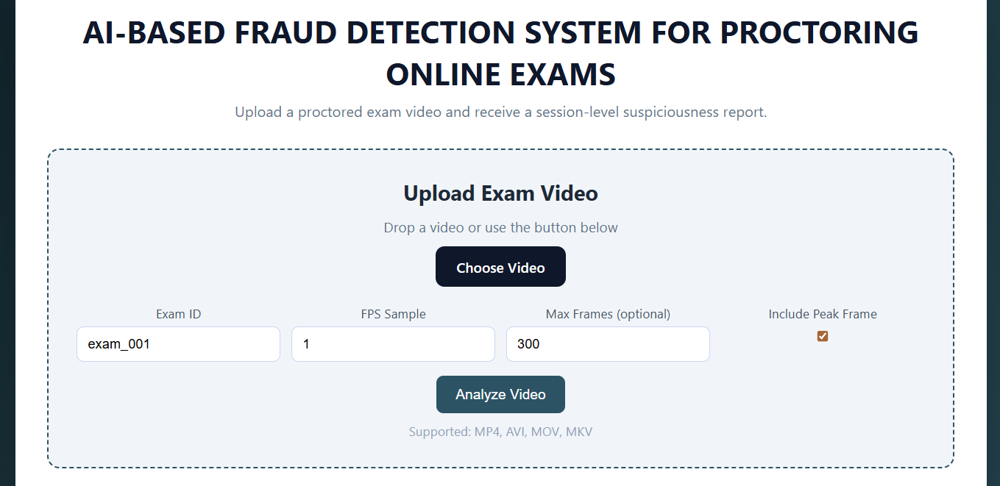 AI-BASED FRAUD DETECTION SYSTEM FOR PROCTORING
ONLINE EXAMS
Upload a proctored exam video and receive a session-level suspiciousness report.
Upload Exam Video
Drop a video or use the button below
Choose Video
Exam ID
FPS Sample
Max Frames (optional)
Include Peak Frame
exam_001
1
300
Analyze Video
Supported: MP4, AVI, MOV, MKV